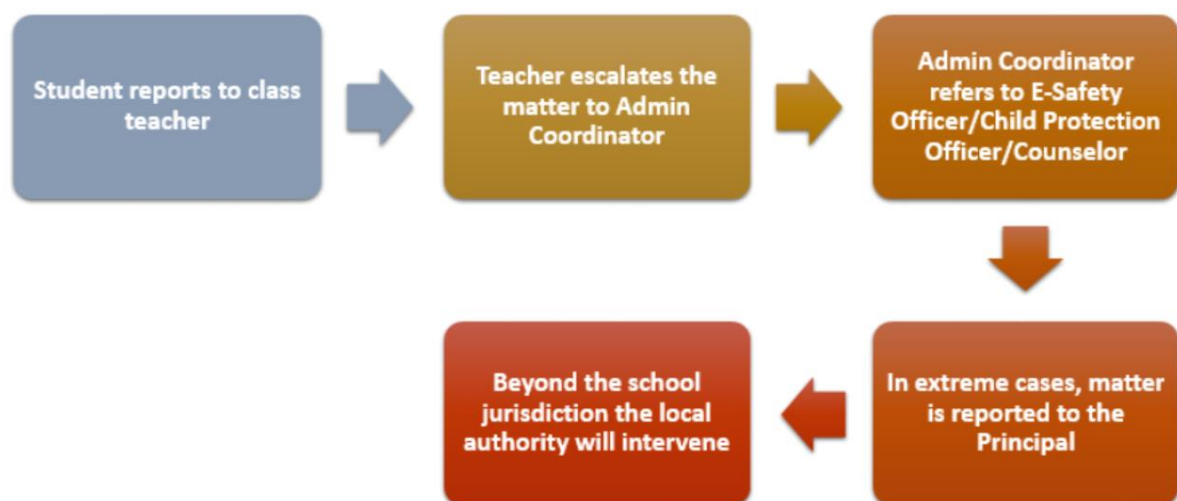 Student reports to class
teacher
Teacher escalates the
matter to Admin
Coordinator
Admin Coordinator
refers to E-Safety
Officer/Child Protection
Officer/Counselor
In extreme cases, matter
is reported to the
Principal
Beyond the school
jurisdiction the local
authority will intervene